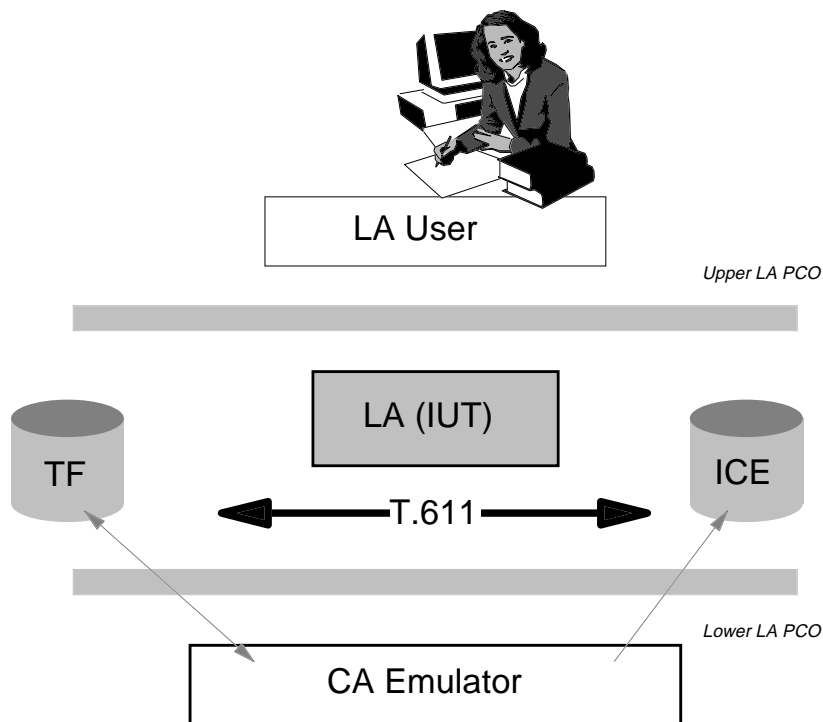 LA User
Upper LA PCO
LA (IUT)
TF
ICE
T.611
Lower LA PCO
CA Emulator